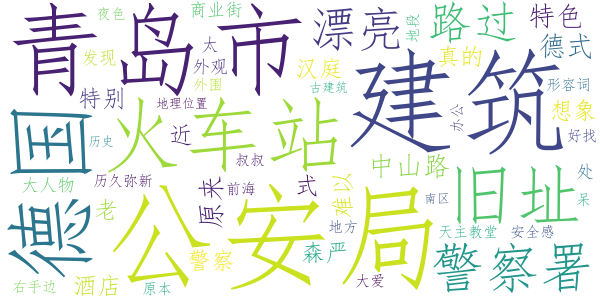 夜色
商业街
漂亮
路过
特色
青岛市
发现
太
外观
外国
汉庭
地段
真的
德式
特别
地理位置
古建筑
建筑
办公
形容词
想象
好找
德国
火车站
近
历史
叔叔
中山路
处
大人物
历久弥新
原来
前海
式
难以
南区
旧址
呆
老
公安局
地方
天主教堂
安全感
森严
警察
警察署
右手边
酒店
原本
大爱